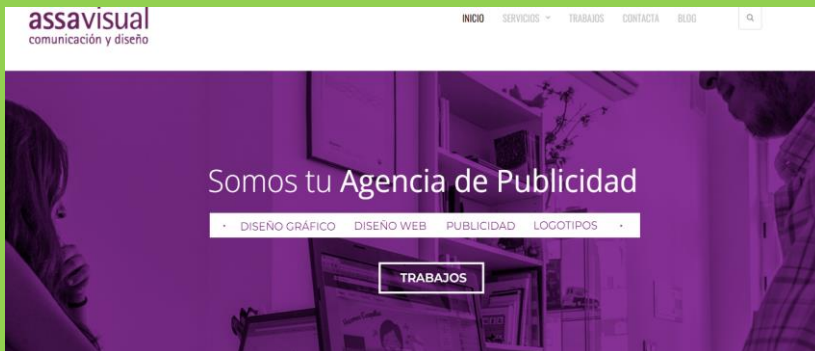 assavisual
comunicación y diseño
INICIO SERVICIOS TRABAJOS CONTACTA BLOG
Somos tu Agencia de Publicidad
· DISEÑO GRÁFICO DISEÑO WEB PUBLICIDAD LOGOTIPOS ·
TRABAJOS